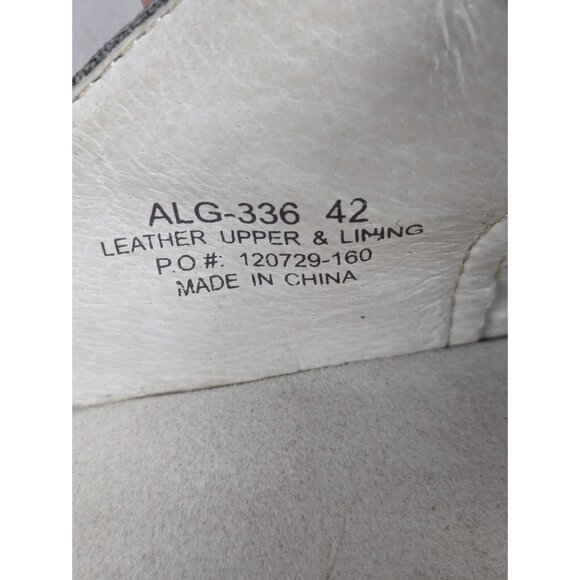 ALG-336 42
LEATHER UPPER & LINING
P.O #: 120729-160
MADE IN CHINA